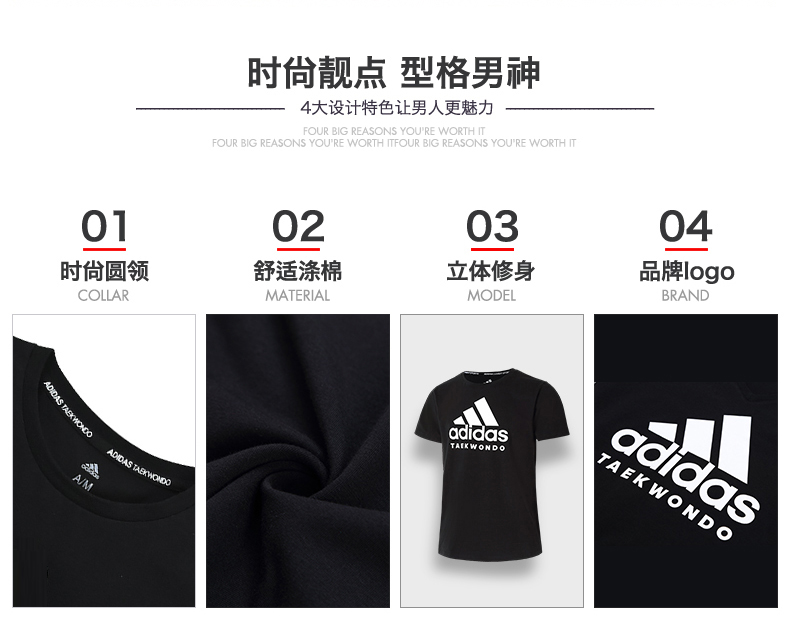 时尚靓点 型格男神
4大设计特色让男人更魅力
FOUR BIG REASONS YOU'RE WORTH IT
FOUR BIG REASONS YOU'RE WORTH ITFOUR BIG REASONS YOU'RE WORTH IT
01
时尚圆领
COLLAR
02
舒适涤棉
MATERIAL
03
立体修身
MODEL
04
品牌logo
BRAND
ADIDAS TAEKWONDO
ADIDAS TAEKWONDO
adidas
A/M
adidas
TAEKWONDO
adidas
TAEKWONDO